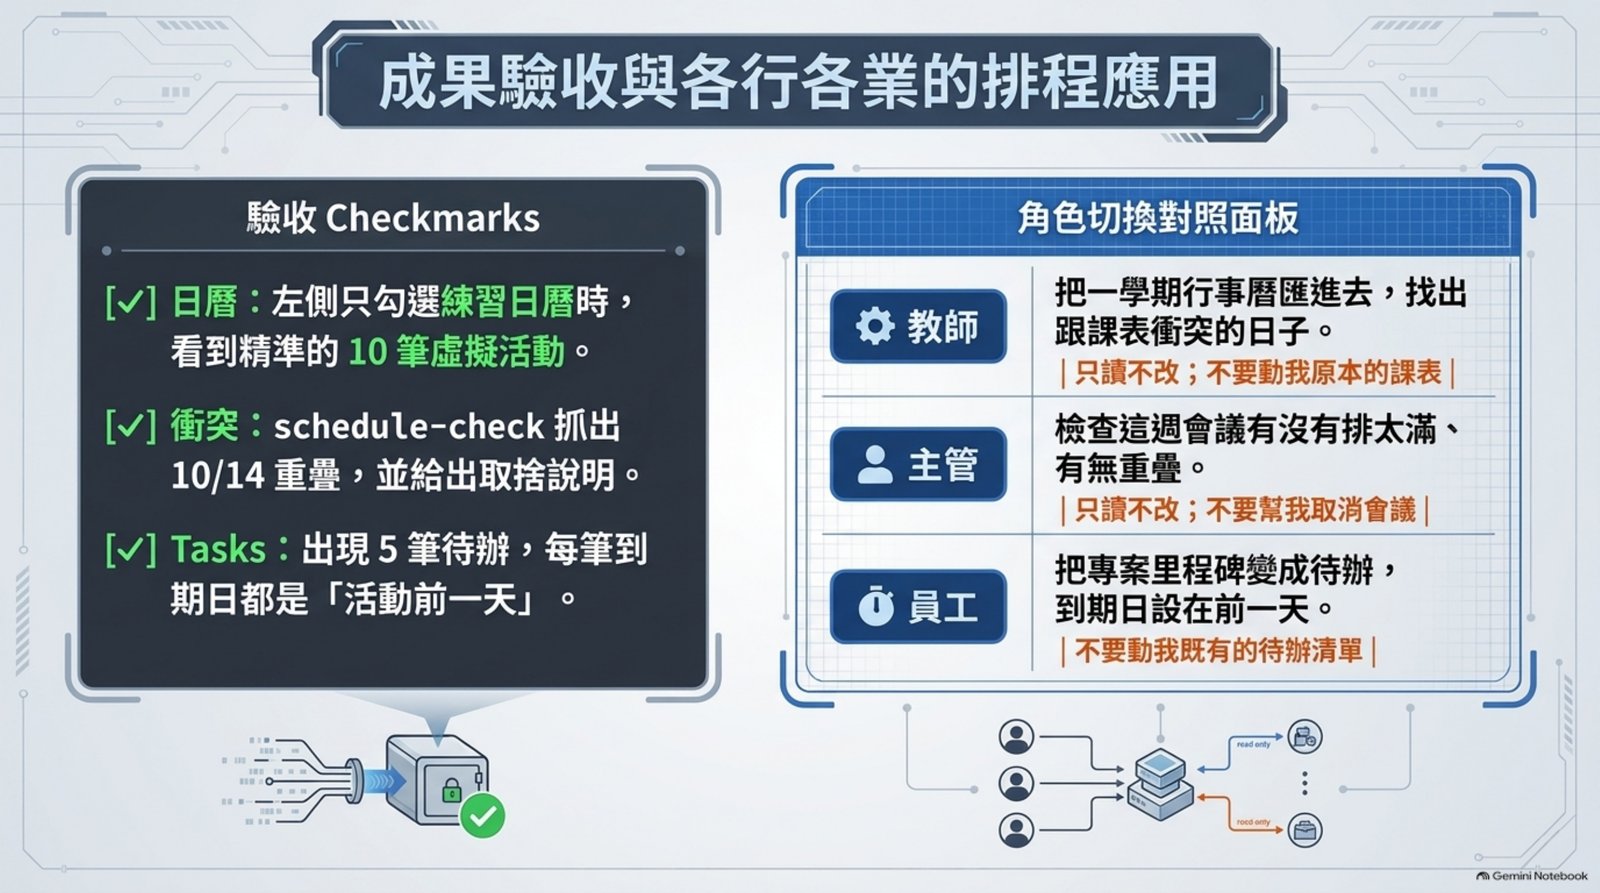 成果驗收與各行各業的排程應用
驗收 Checkmarks
[✓] 日曆：左側只勾選練習日曆時，
看到精準的 10 筆虛擬活動。
[✓] 衝突：schedule-check 抓出
10/14 重疊，並給出取捨說明。
[✓] Tasks：出現 5 筆待辦，每筆到
期日都是「活動前一天」。
角色切換對照面板
教師
把一學期行事曆匯進去，找出
跟課表衝突的日子。
| 只讀不改；不要動我原本的課表 |
主管
檢查這週會議有沒有排太滿、
有無重疊。
| 只讀不改；不要幫我取消會議 |
員工
把專案里程碑變成待辦，
到期日設在前一天。
| 不要動我既有的待辦清單 |
read only
read only
Gemini Notebook